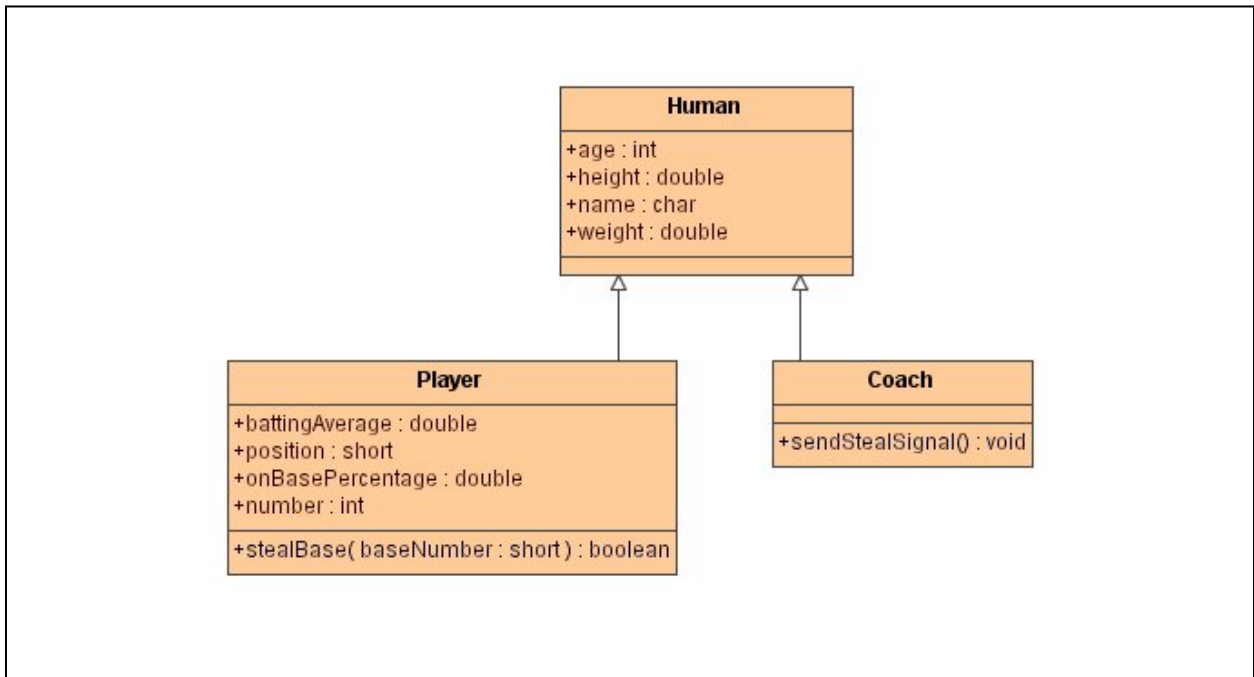 Human
+age : int
+height : double
+name : char
+weight : double
Player
+battingAverage : double
+position : short
+onBasePercentage : double
+number : int
+stealBase( baseNumber : short ) : boolean
Coach
+sendStealSignal() : void